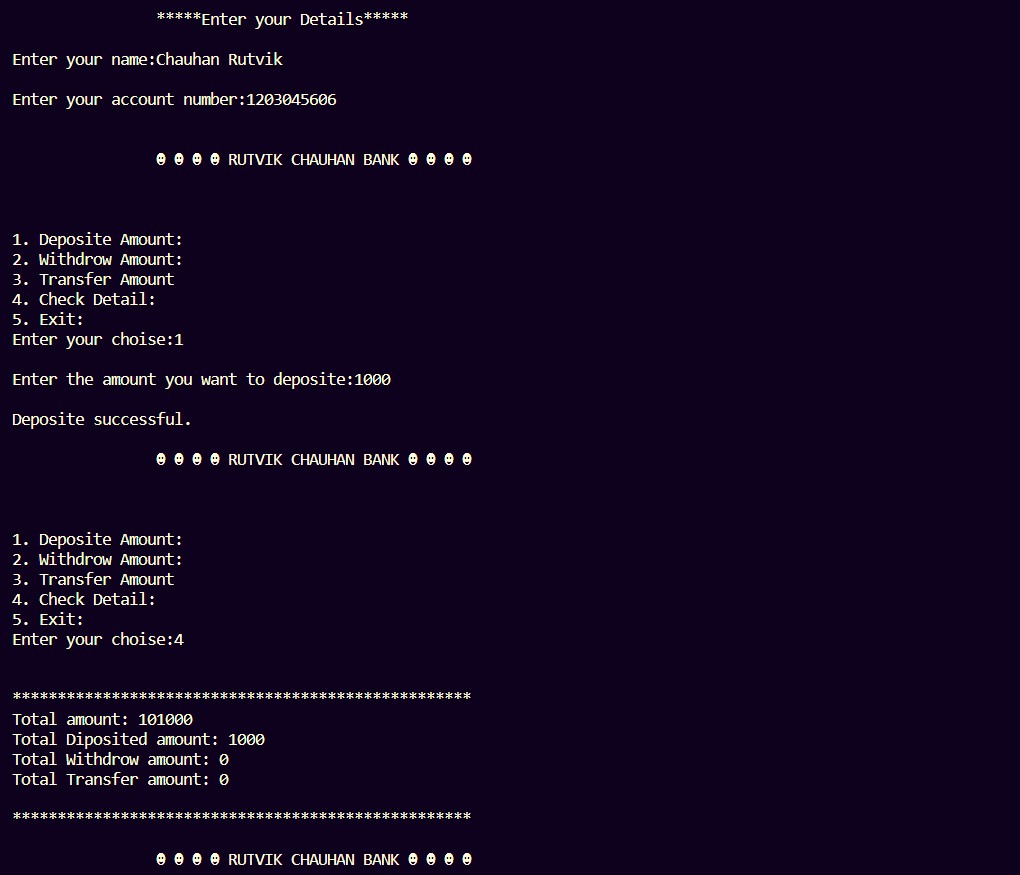 *****Enter your Details*****
Enter your name:Chauhan Rutvik
Enter your account number:1203045606
☻ ☻ ☻ ☻ RUTVIK CHAUHAN BANK ☻ ☻ ☻ ☻
1. Deposite Amount:
2. Withdrow Amount:
3. Transfer Amount
4. Check Detail:
5. Exit:
Enter your choise:1
Enter the amount you want to deposite:1000
Deposite successful.
☻ ☻ ☻ ☻ RUTVIK CHAUHAN BANK ☻ ☻ ☻ ☻
1. Deposite Amount:
2. Withdrow Amount:
3. Transfer Amount
4. Check Detail:
5. Exit:
Enter your choise:4
***************************************************
Total amount: 101000
Total Diposited amount: 1000
Total Withdrow amount: 0
Total Transfer amount: 0
***************************************************
☻ ☻ ☻ ☻ RUTVIK CHAUHAN BANK ☻ ☻ ☻ ☻